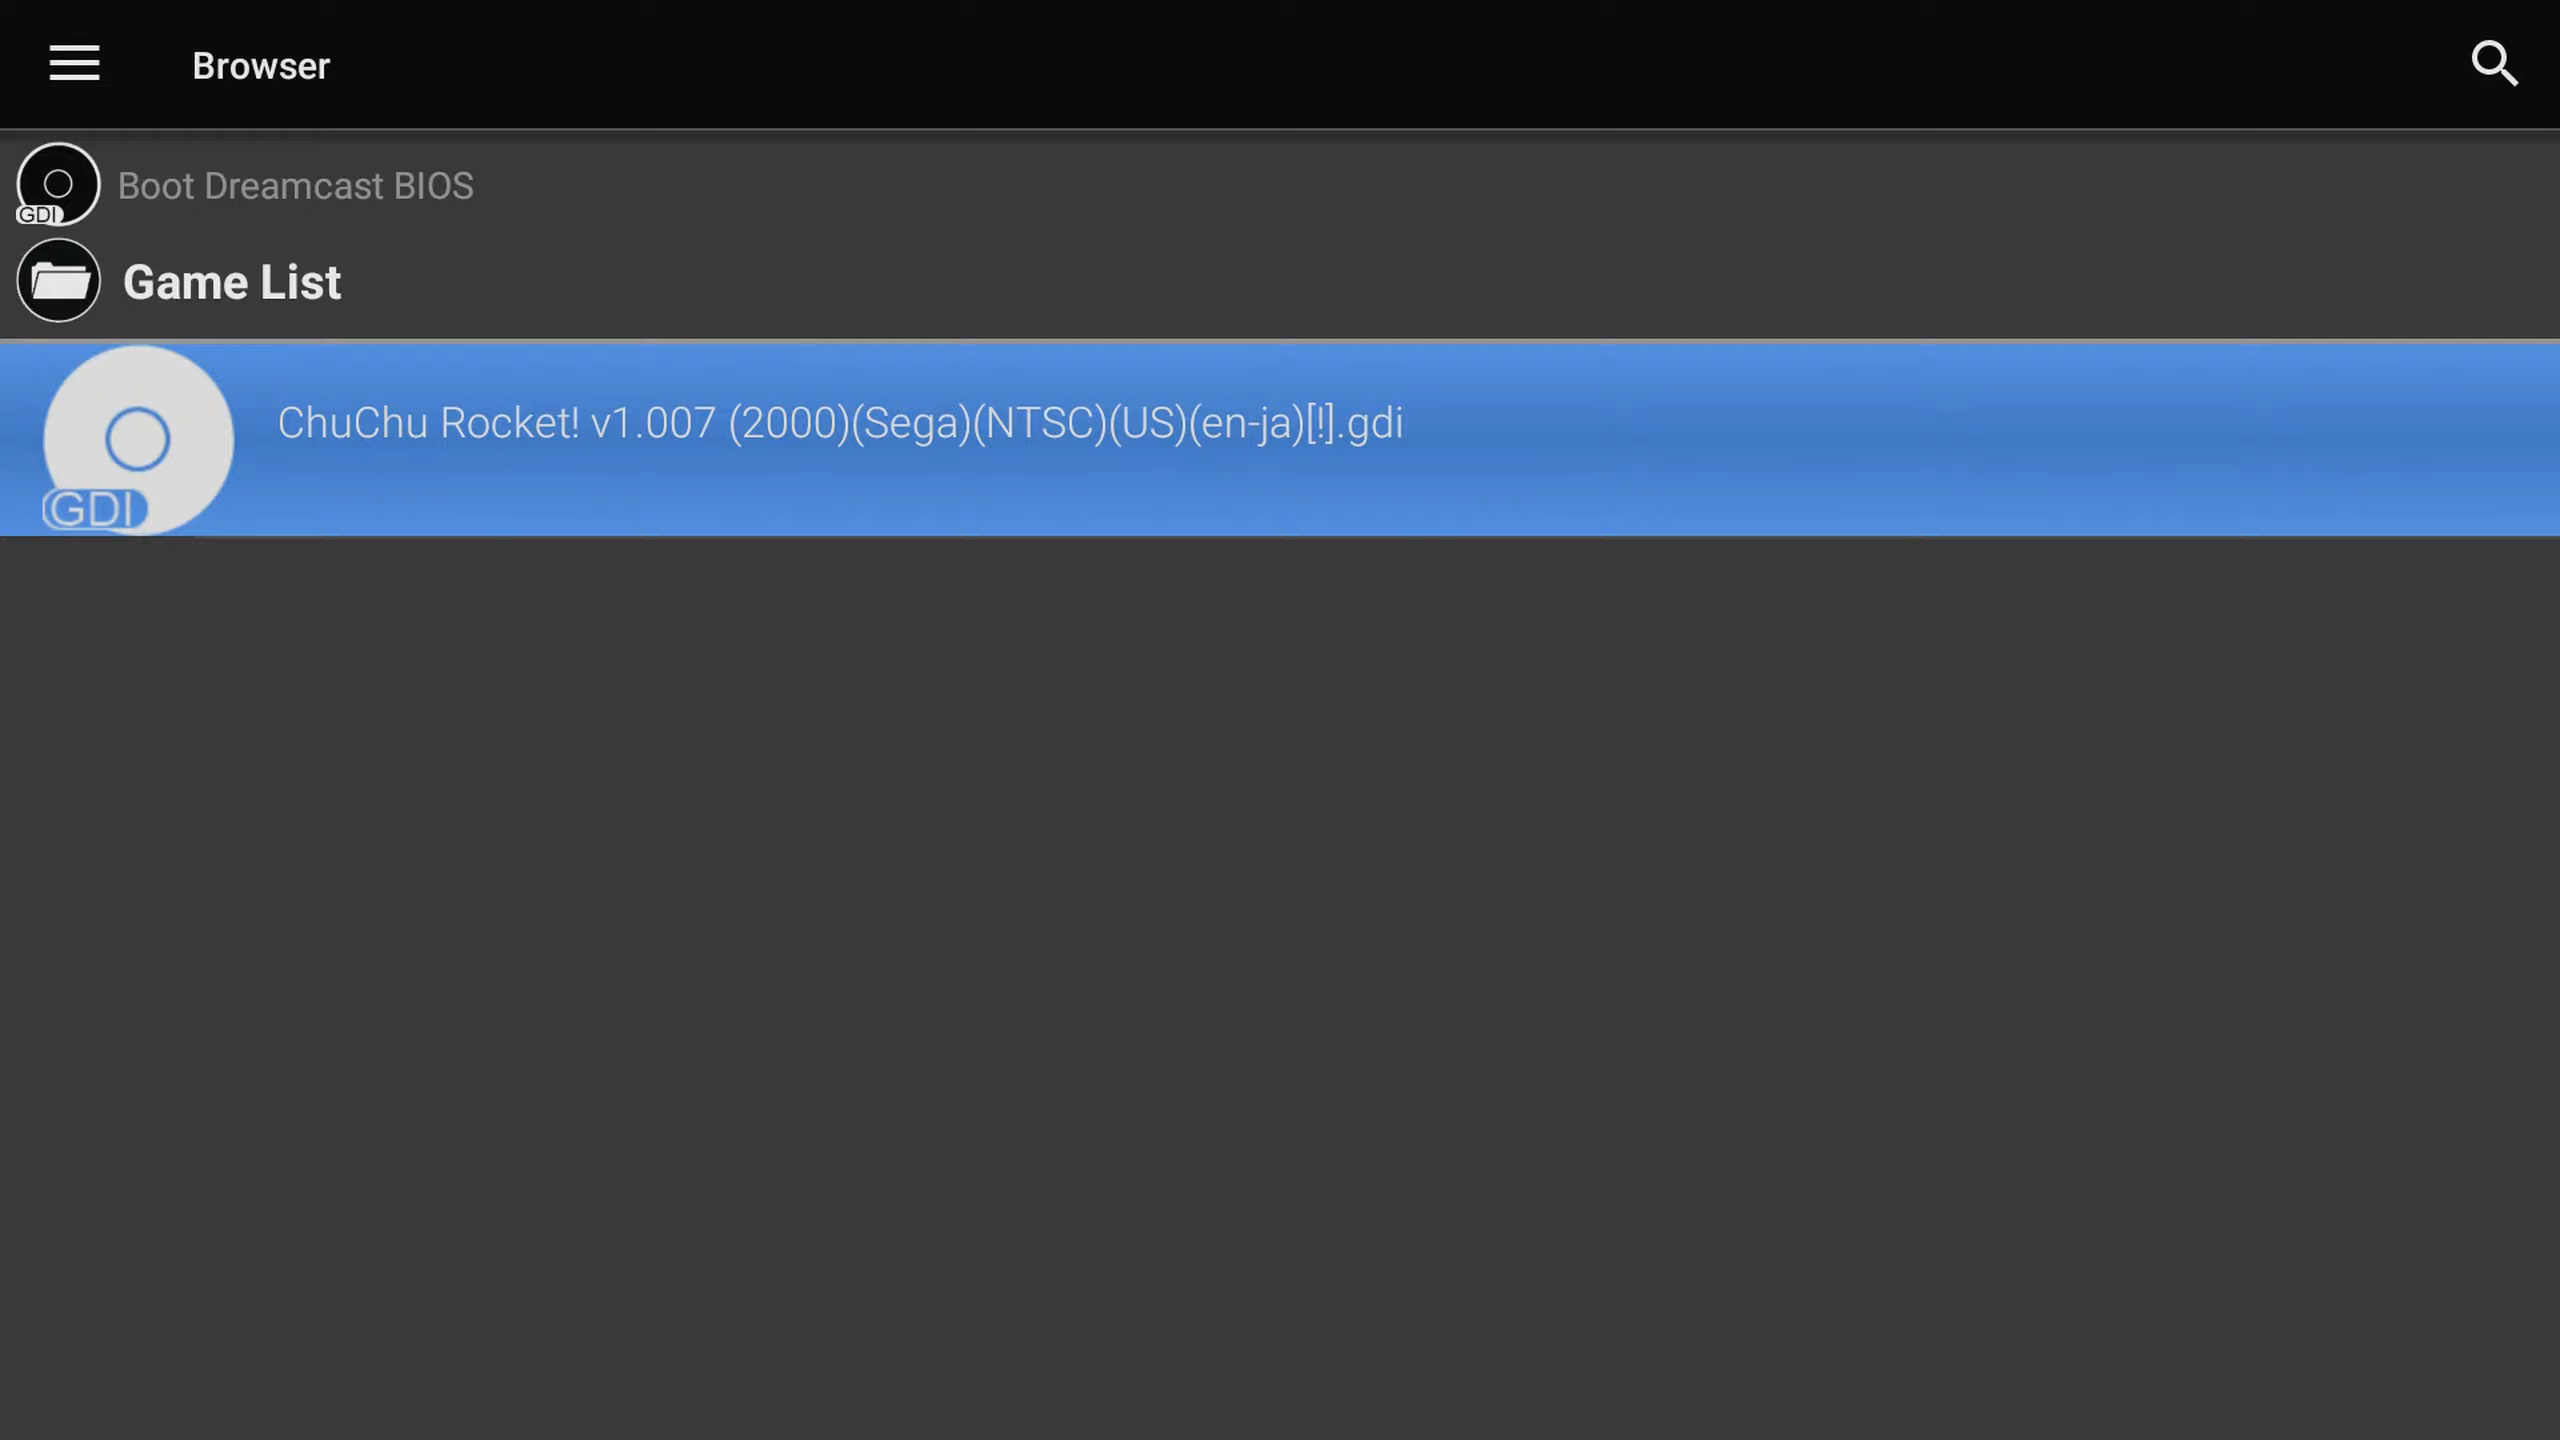 Browser
Boot Dreamcast BIOS
GDI
Game List
ChuChu Rocket! v1.007 (2000)(Sega)(NTSC)(US)(en-ja)[!].gdi
GDI